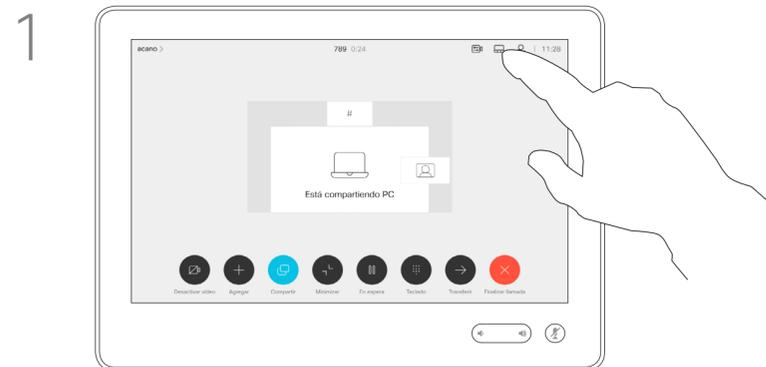 1
acano >
789 0:24
11:28
#
Está compartiendo PC
Desactivar vídeo
Agregar
Compartir
Minimizar
En espera
Teclado
Transferir
Finalizar llamada